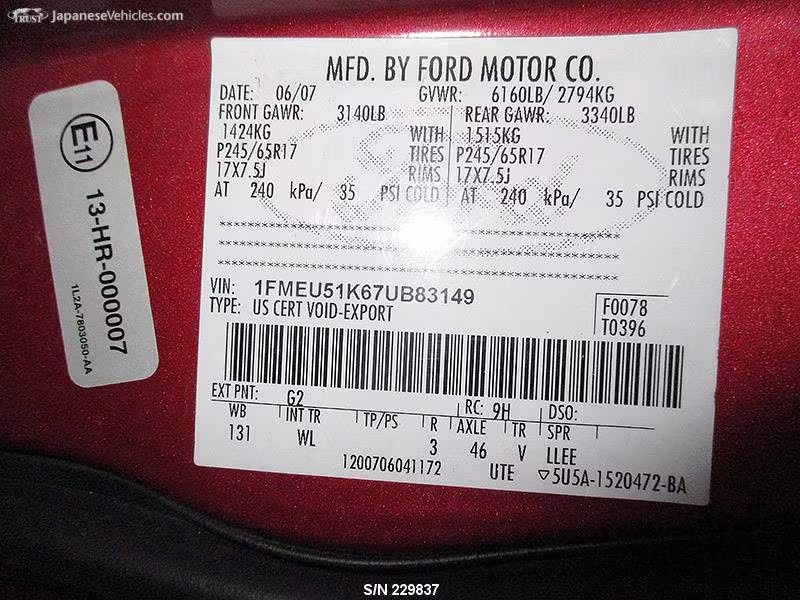 TRUST JapaneseVehicles.com
MFD. BY FORD MOTOR CO.
DATE: 06/07 GVWR: 6160LB/ 2794KG
FRONT GAWR: 3140LB REAR GAWR: 3340LB
1424KG WITH 1515KG WITH
P245/65R17 TIRES P245/65R17 TIRES
17X7.5J RIMS 17X7.5J RIMS
AT 240 kPa/ 35 PSI COLD AT 240 kPa/ 35 PSI COLD
VIN: 1FMEU51K67UB83149
TYPE: US CERT VOID-EXPORT
F0078
T0396
EXT PNT: G2 RC: 9H DSO:
WB INT TR TP/PS R AXLE TR SPR
131 WL 3 46 V LLEE
1200706041172 UTE ▽5U5A-1520472-BA
E11
13-HR-000007
1L2A-7803050-AA
S/N 229837